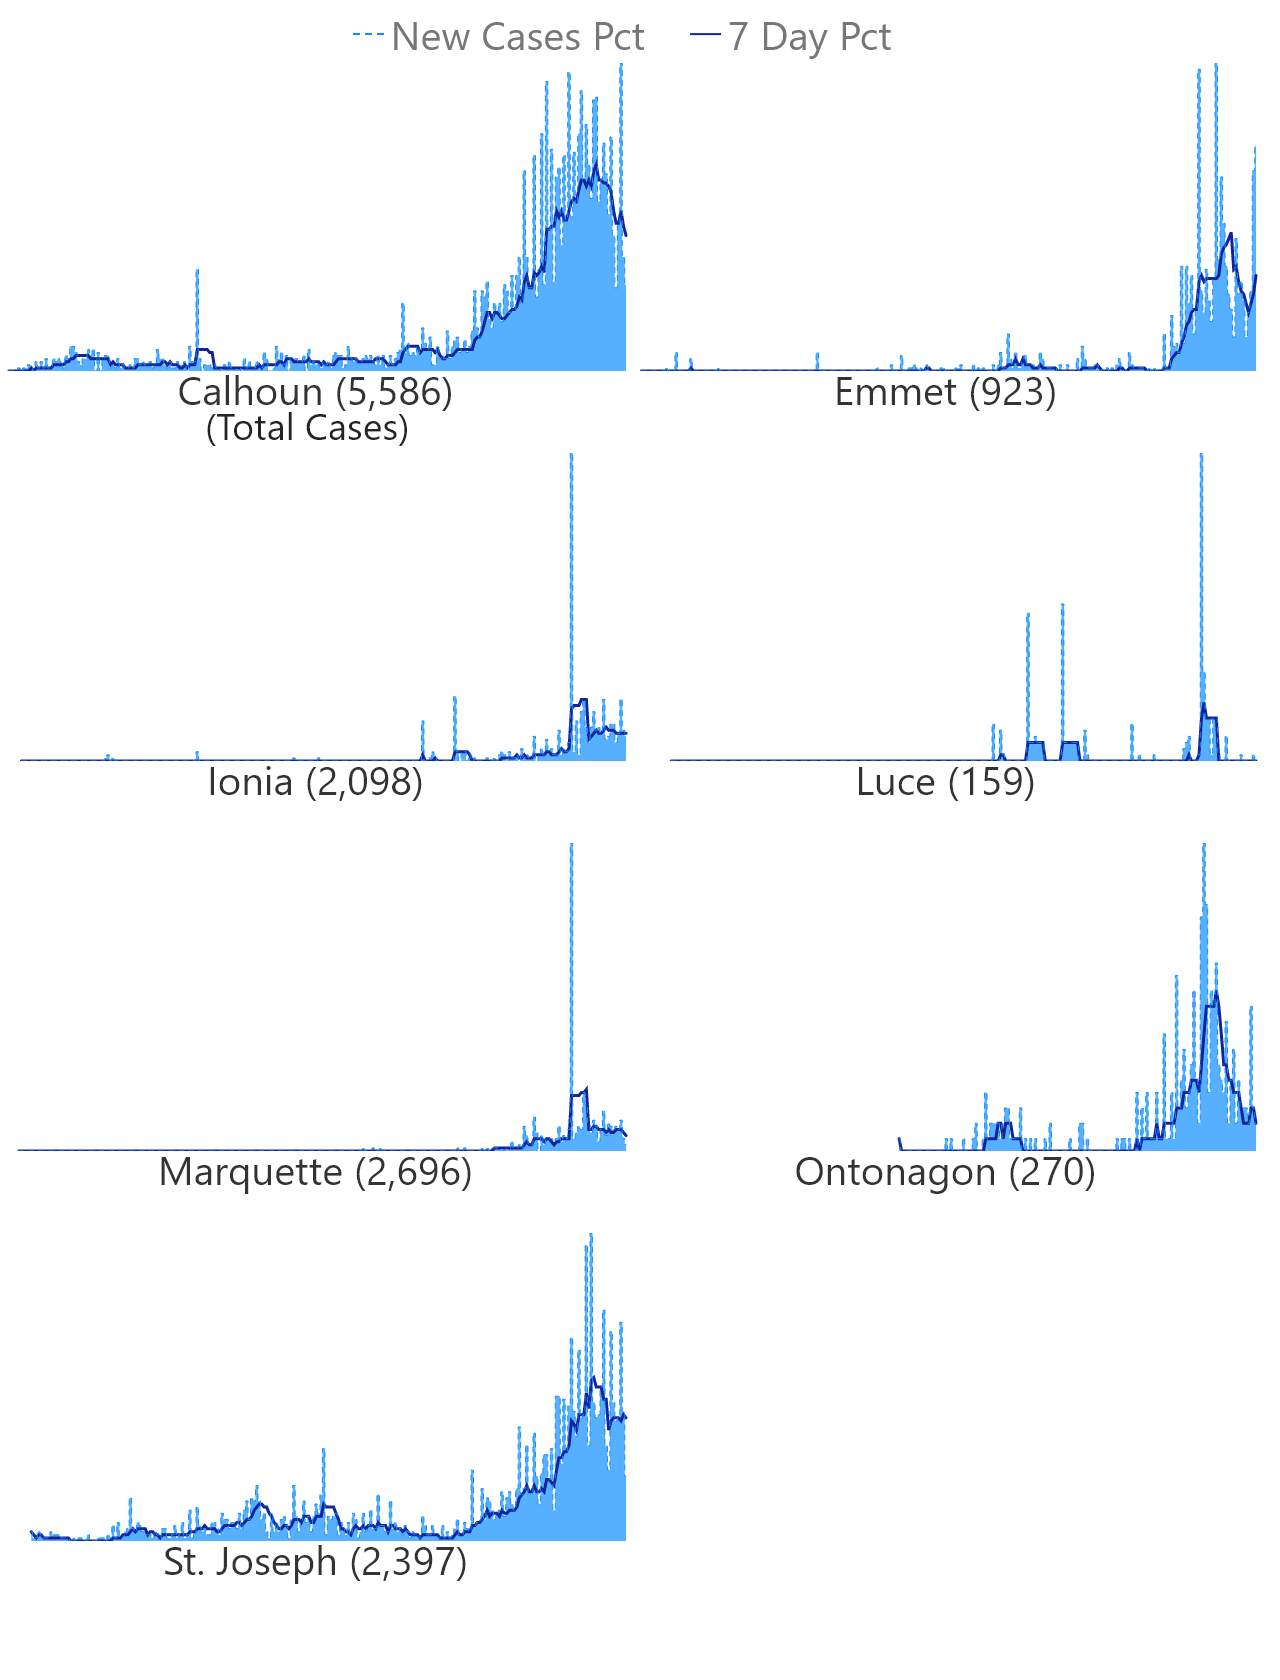 New Cases Pct 7 Day Pct
Calhoun (5,586)
(Total Cases)
Emmet (923)
Ionia (2,098)
Luce (159)
Marquette (2,696)
Ontonagon (270)
St. Joseph (2,397)